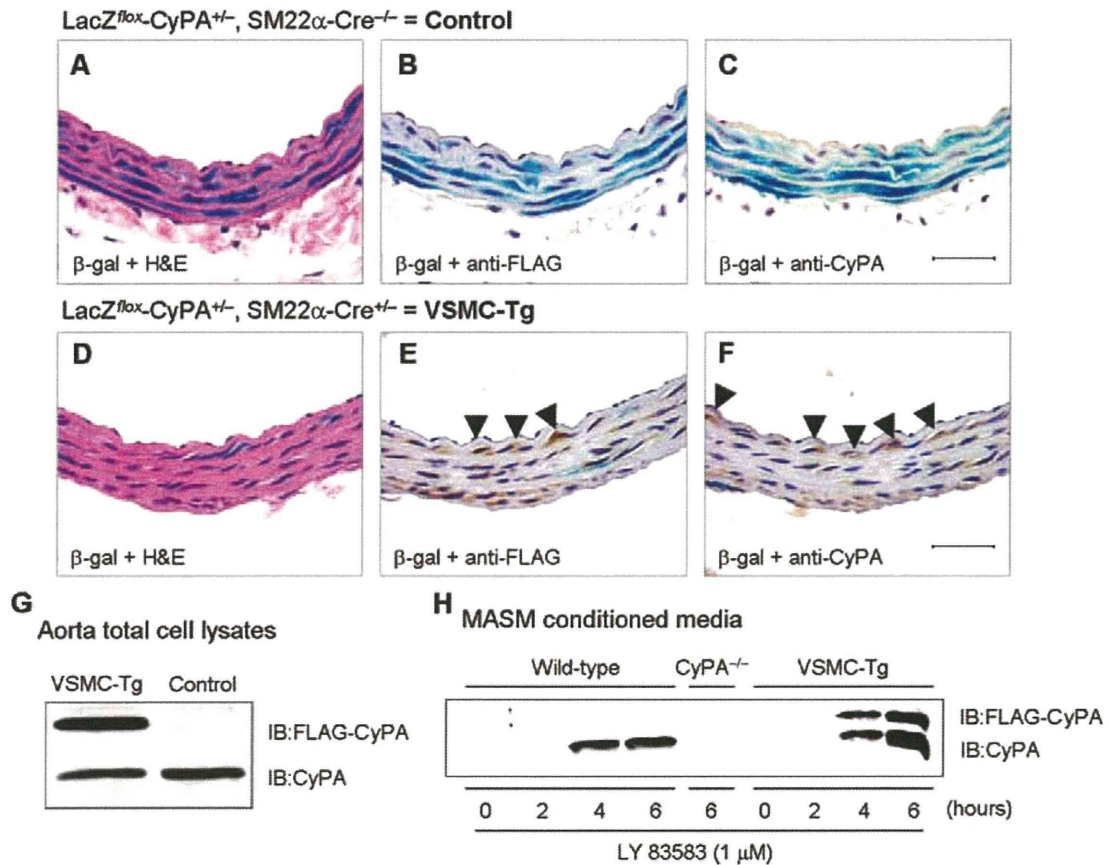 LacZflox-CyPA+/–, SM22α-Cre–/– = Control
A
B
C
β-gal + H&E
β-gal + anti-FLAG
β-gal + anti-CyPA
LacZflox-CyPA+/–, SM22α-Cre+/– = VSMC-Tg
D
E
F
β-gal + H&E
β-gal + anti-FLAG
β-gal + anti-CyPA
G
Aorta total cell lysates
VSMC-Tg Control
IB:FLAG-CyPA
IB:CyPA
H
MASM conditioned media
Wild-type CyPA–/– VSMC-Tg
IB:FLAG-CyPA
IB:CyPA
0 2 4 6 6 0 2 4 6 (hours)
LY 83583 (1 μM)